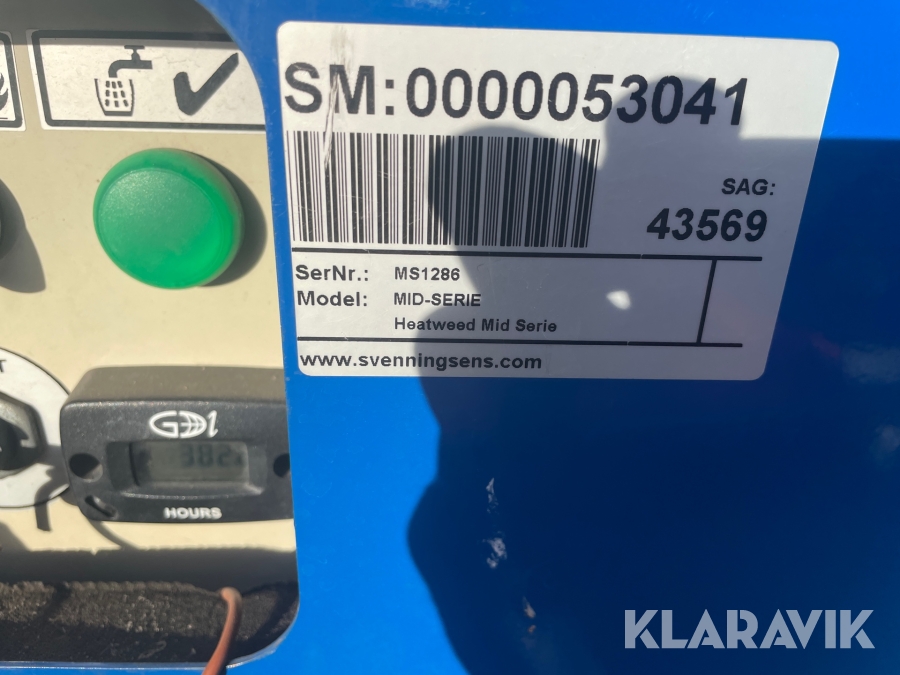 SM:0000053041
SAG:
43569
SerNr.: MS1286
Model: MID-SERIE
Heatweed Mid Serie
www.svenningsens.com
HOURS
KLARAVIK